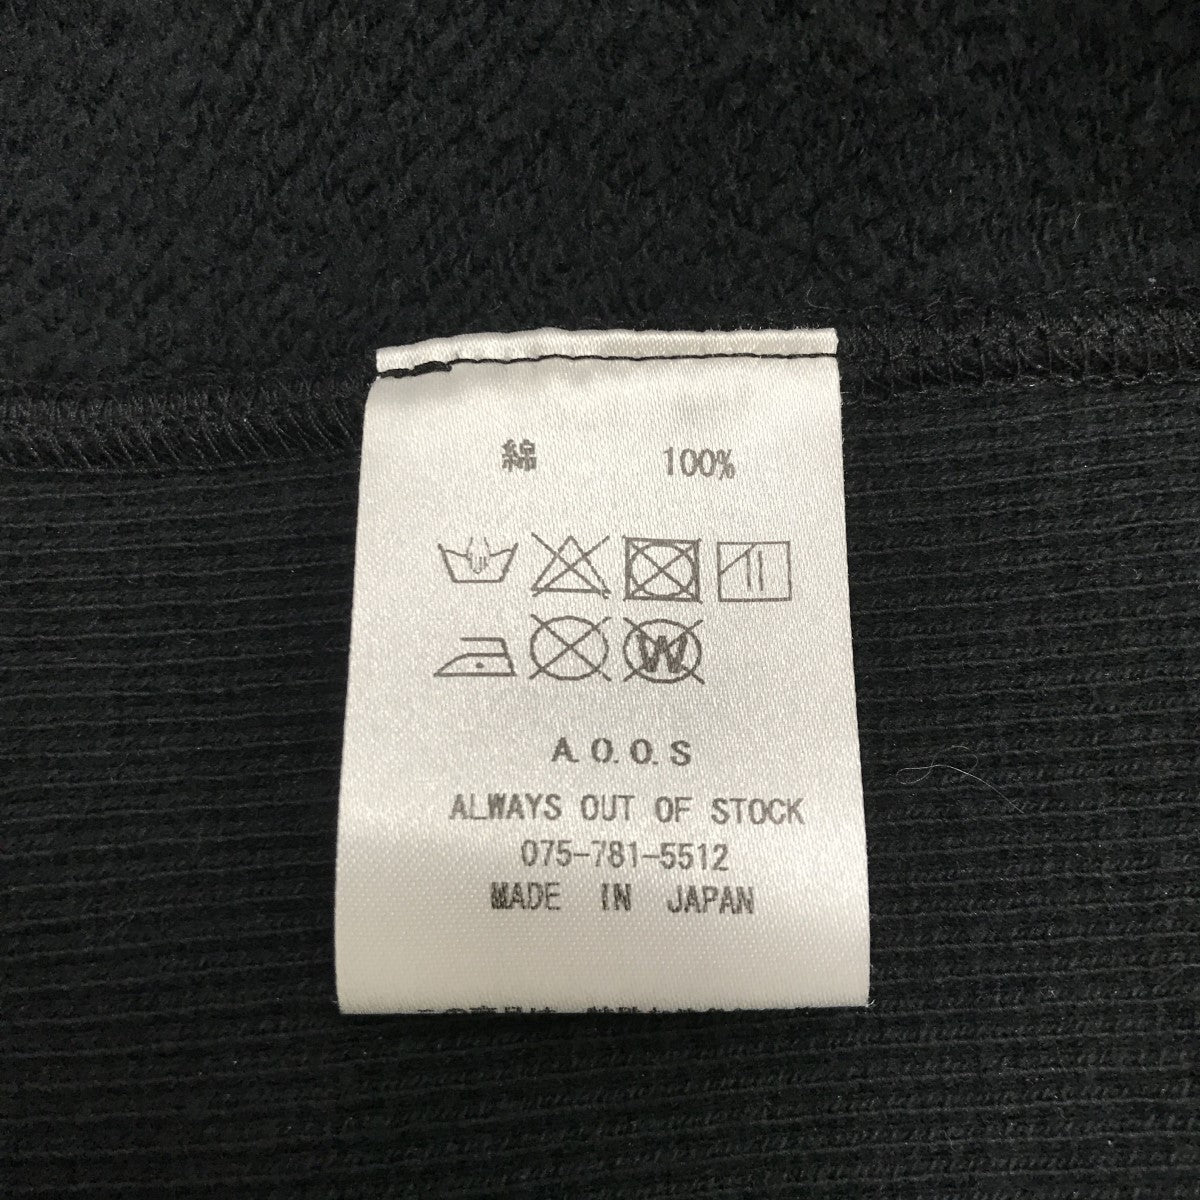 綿 100%
W
A.O.O.S
ALWAYS OUT OF STOCK
075-781-5512
MADE IN JAPAN